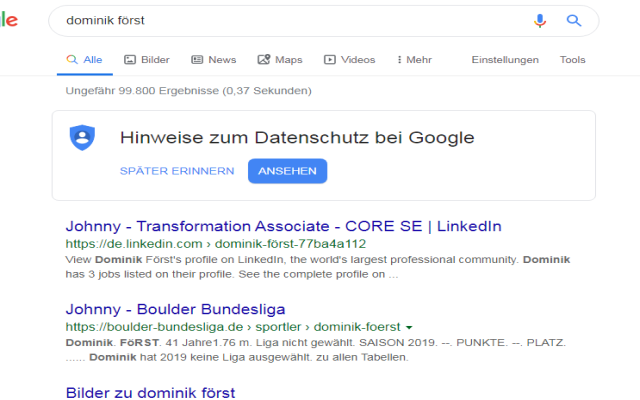 le
dominik först
Alle Bilder News Maps Videos Mehr Einstellungen Tools
Ungefähr 99.800 Ergebnisse (0,37 Sekunden)
Hinweise zum Datenschutz bei Google
SPÄTER ERINNERN ANSEHEN
Johnny - Transformation Associate - CORE SE | LinkedIn
https://de.linkedin.com › dominik-först-77ba4a112
View Dominik Först's profile on LinkedIn, the world's largest professional community. Dominik
has 3 jobs listed on their profile. See the complete profile on ...
Johnny - Boulder Bundesliga
https://boulder-bundesliga.de › sportler › dominik-foerst
Dominik. FöRST. 41 Jahre1.76 m. Liga nicht gewählt. SAISON 2019. --. PUNKTE. --. PLATZ.
...... Dominik hat 2019 keine Liga ausgewählt. zu allen Tabellen.
Bilder zu dominik först